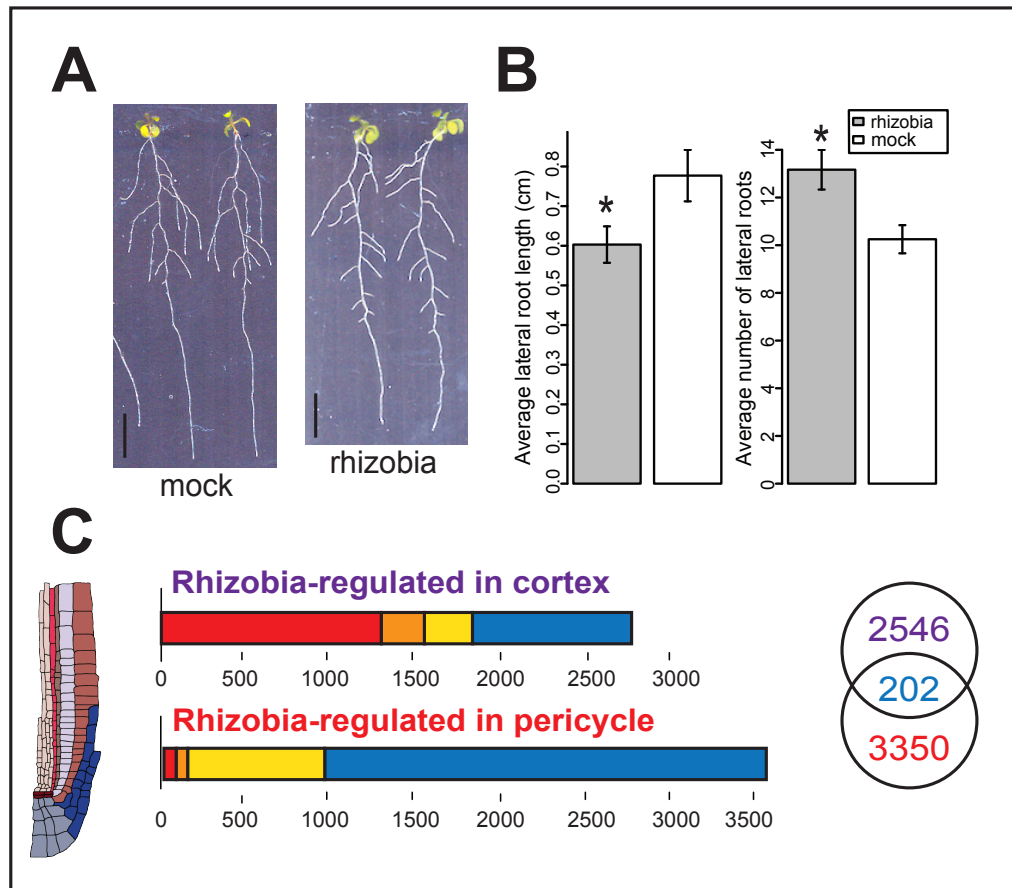 A
mock
rhizobia
B
rhizobia
mock
*
*
Average lateral root length (cm)
0.0 0.1 0.2 0.3 0.4 0.5 0.6 0.7 0.8
Average number of lateral roots
0 2 4 6 8 10 12 14
C
Rhizobia-regulated in cortex
0 500 1000 1500 2000 2500 3000
Rhizobia-regulated in pericycle
0 500 1000 1500 2000 2500 3000 3500
2546
202
3350